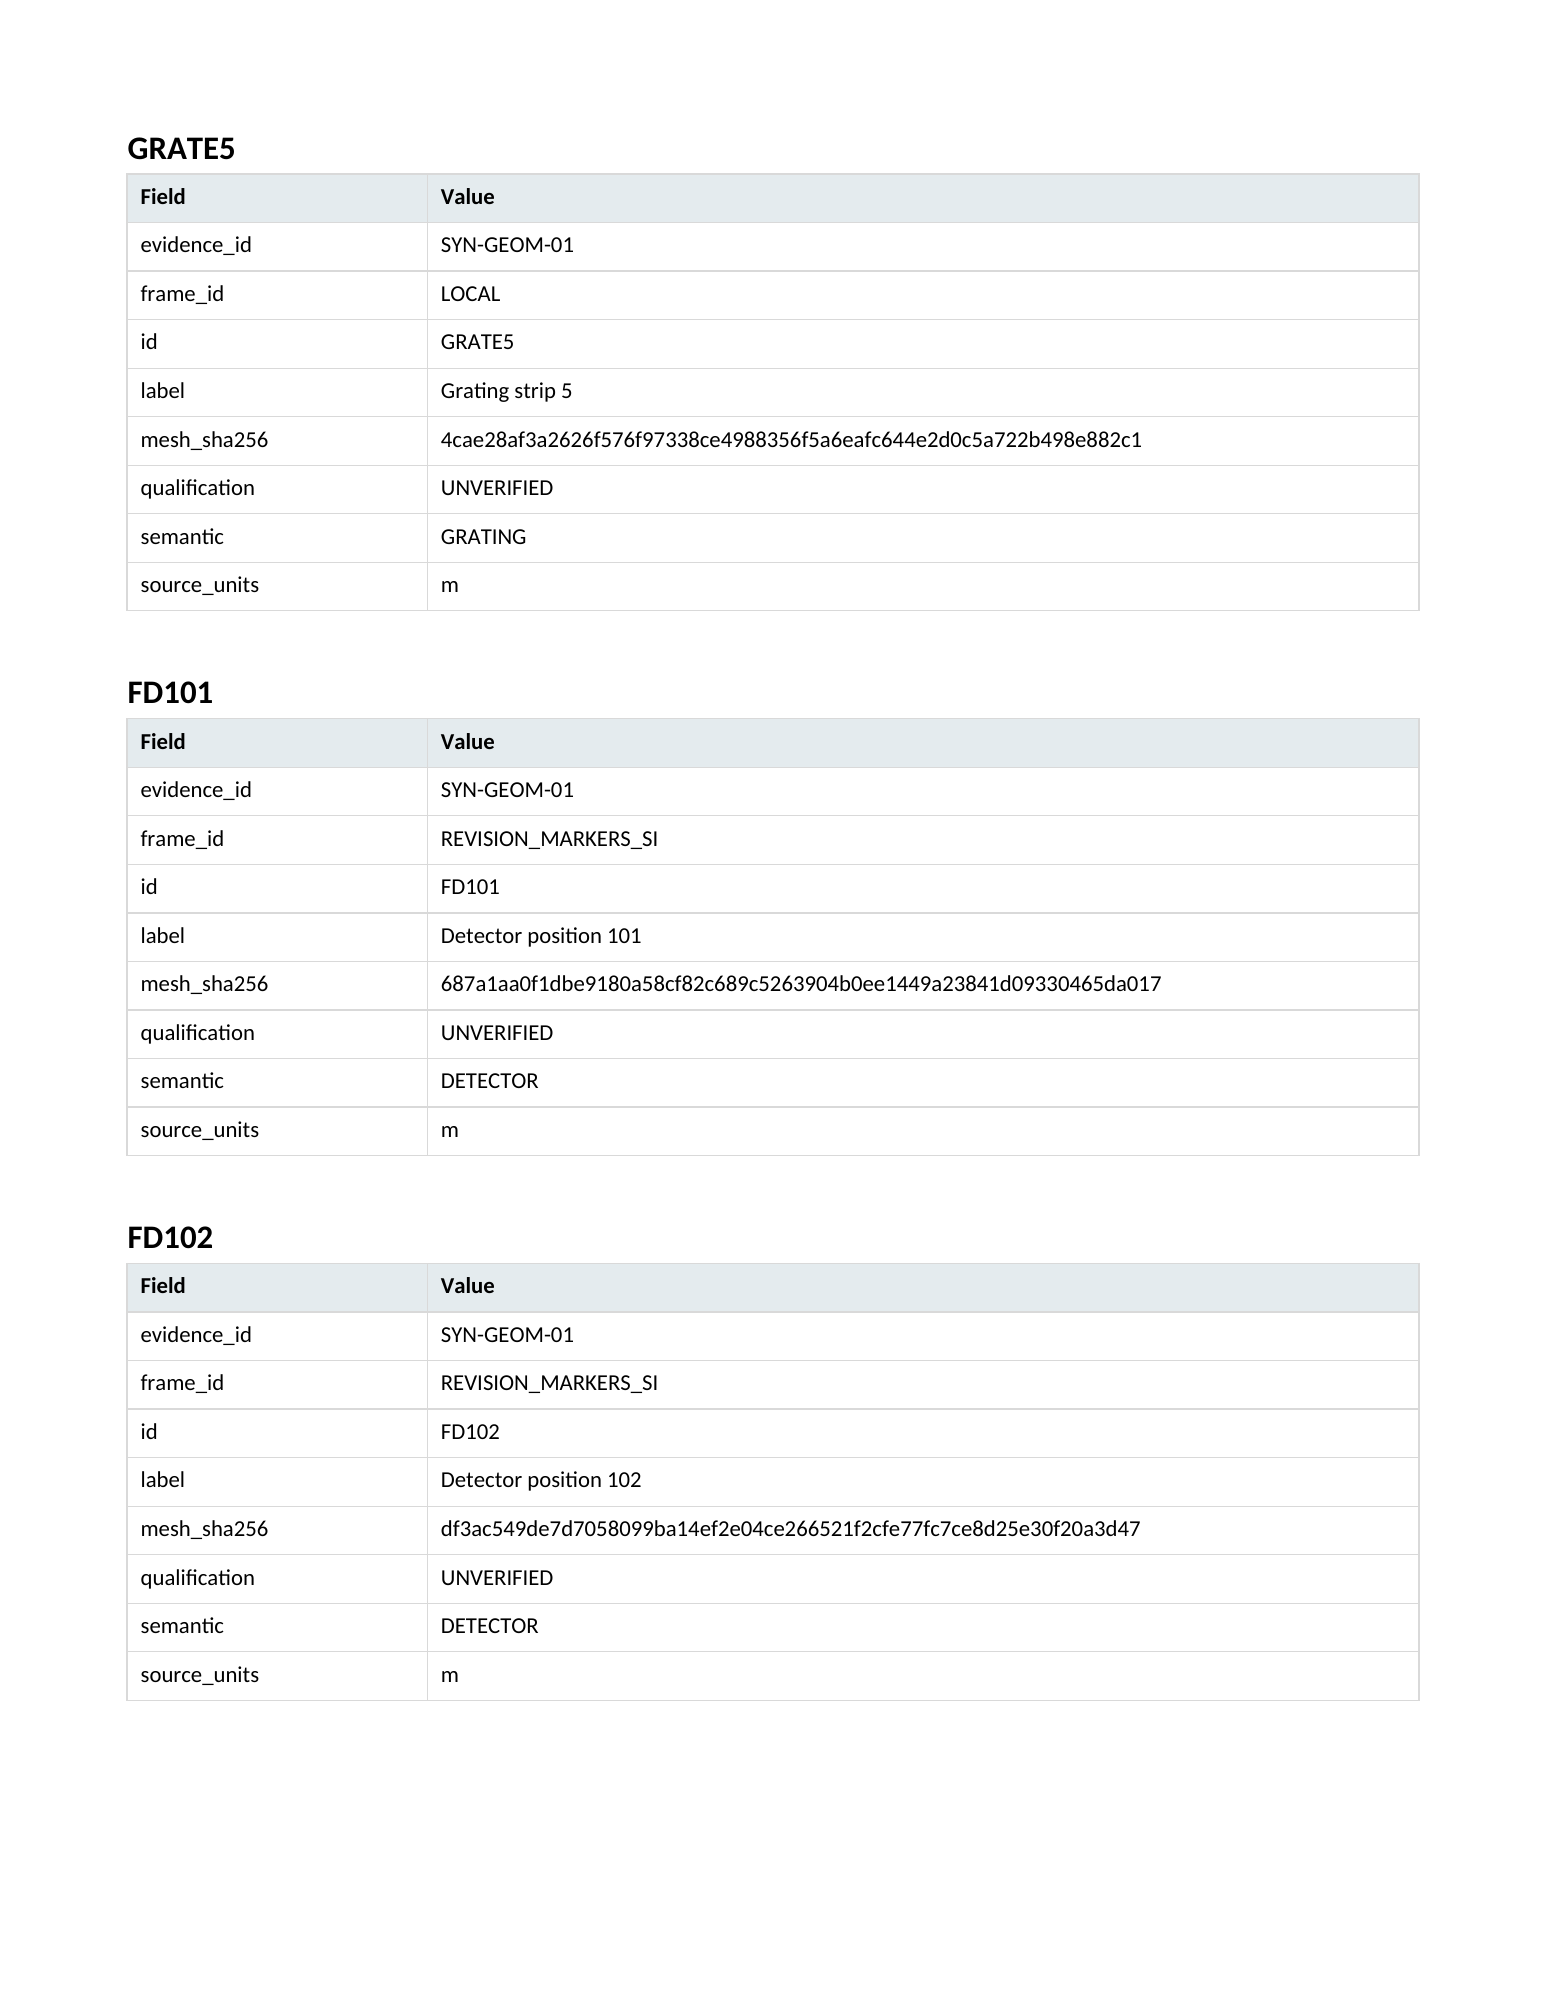 GRATE5
Field Value
evidence_id SYN-GEOM-01
frame_id LOCAL
id GRATE5
label Grating strip 5
mesh_sha256 4cae28af3a2626f576f97338ce4988356f5a6eafc644e2d0c5a722b498e882c1
qualification UNVERIFIED
semantic GRATING
source_units m
FD101
Field Value
evidence_id SYN-GEOM-01
frame_id REVISION_MARKERS_SI
id FD101
label Detector position 101
mesh_sha256 687a1aa0f1dbe9180a58cf82c689c5263904b0ee1449a23841d09330465da017
qualification UNVERIFIED
semantic DETECTOR
source_units m
FD102
Field Value
evidence_id SYN-GEOM-01
frame_id REVISION_MARKERS_SI
id FD102
label Detector position 102
mesh_sha256 df3ac549de7d7058099ba14ef2e04ce266521f2cfe77fc7ce8d25e30f20a3d47
qualification UNVERIFIED
semantic DETECTOR
source_units m